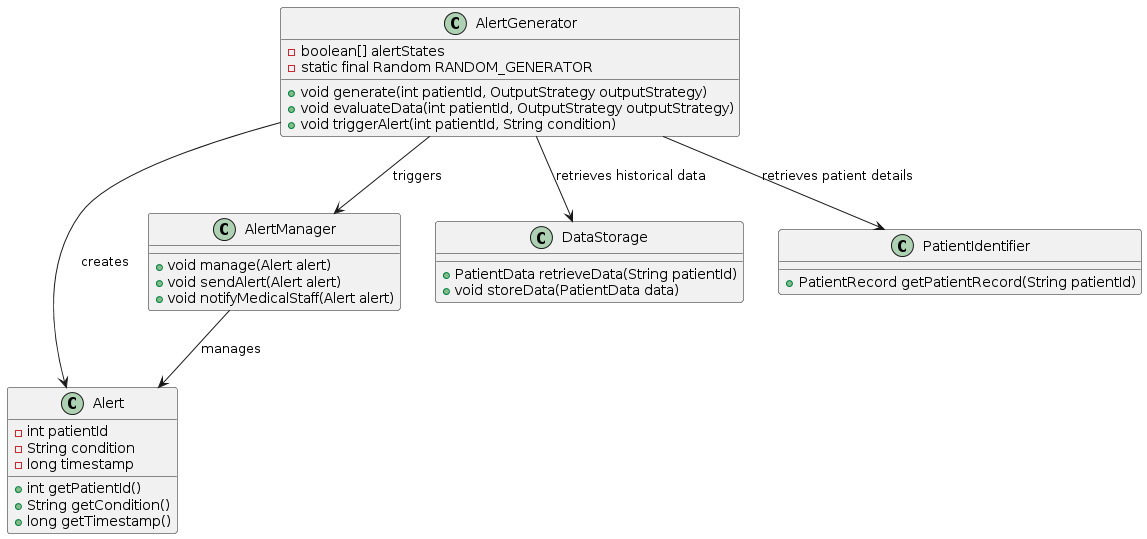 C AlertGenerator
boolean[] alertStates
static final Random RANDOM_GENERATOR
void generate(int patientId, OutputStrategy outputStrategy)
void evaluateData(int patientId, OutputStrategy outputStrategy)
void triggerAlert(int patientId, String condition)
triggers
retrieves historical data
retrieves patient details
creates
C AlertManager
void manage(Alert alert)
void sendAlert(Alert alert)
void notifyMedicalStaff(Alert alert)
C DataStorage
PatientData retrieveData(String patientId)
void storeData(PatientData data)
C PatientIdentifier
PatientRecord getPatientRecord(String patientId)
manages
C Alert
int patientId
String condition
long timestamp
int getPatientId()
String getCondition()
long getTimestamp()